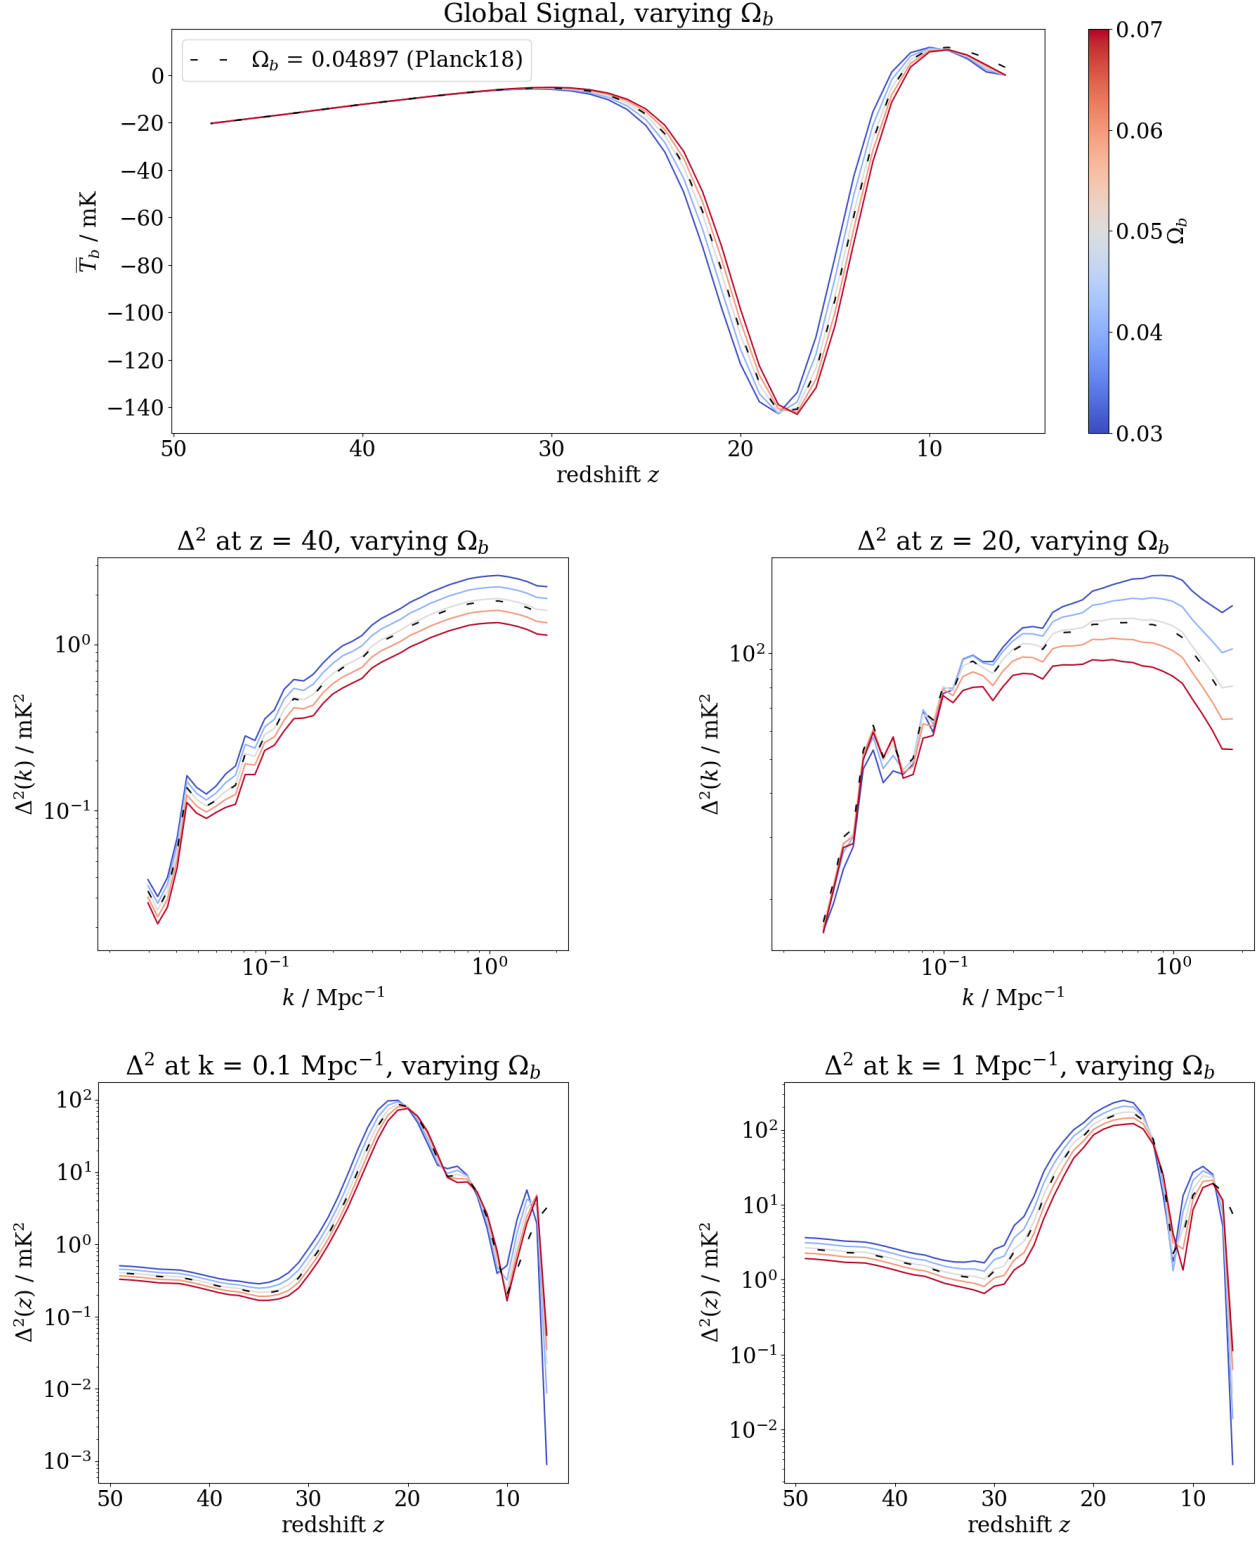 Global Signal, varying Ω_b
Ω_b = 0.04897 (Planck18)
0
−20
−40
−60
−80
−100
−120
−140
T̅_b / mK
50 40 30 20 10
redshift z
0.07
0.06
0.05
0.04
0.03
Ω_b
Δ² at z = 40, varying Ω_b
10⁰
10⁻¹
Δ²(k) / mK²
10⁻¹ 10⁰
k / Mpc⁻¹
Δ² at z = 20, varying Ω_b
10²
Δ²(k) / mK²
10⁻¹ 10⁰
k / Mpc⁻¹
Δ² at k = 0.1 Mpc⁻¹, varying Ω_b
10²
10¹
10⁰
10⁻¹
10⁻²
10⁻³
Δ²(z) / mK²
50 40 30 20 10
redshift z
Δ² at k = 1 Mpc⁻¹, varying Ω_b
10²
10¹
10⁰
10⁻¹
10⁻²
Δ²(z) / mK²
50 40 30 20 10
redshift z